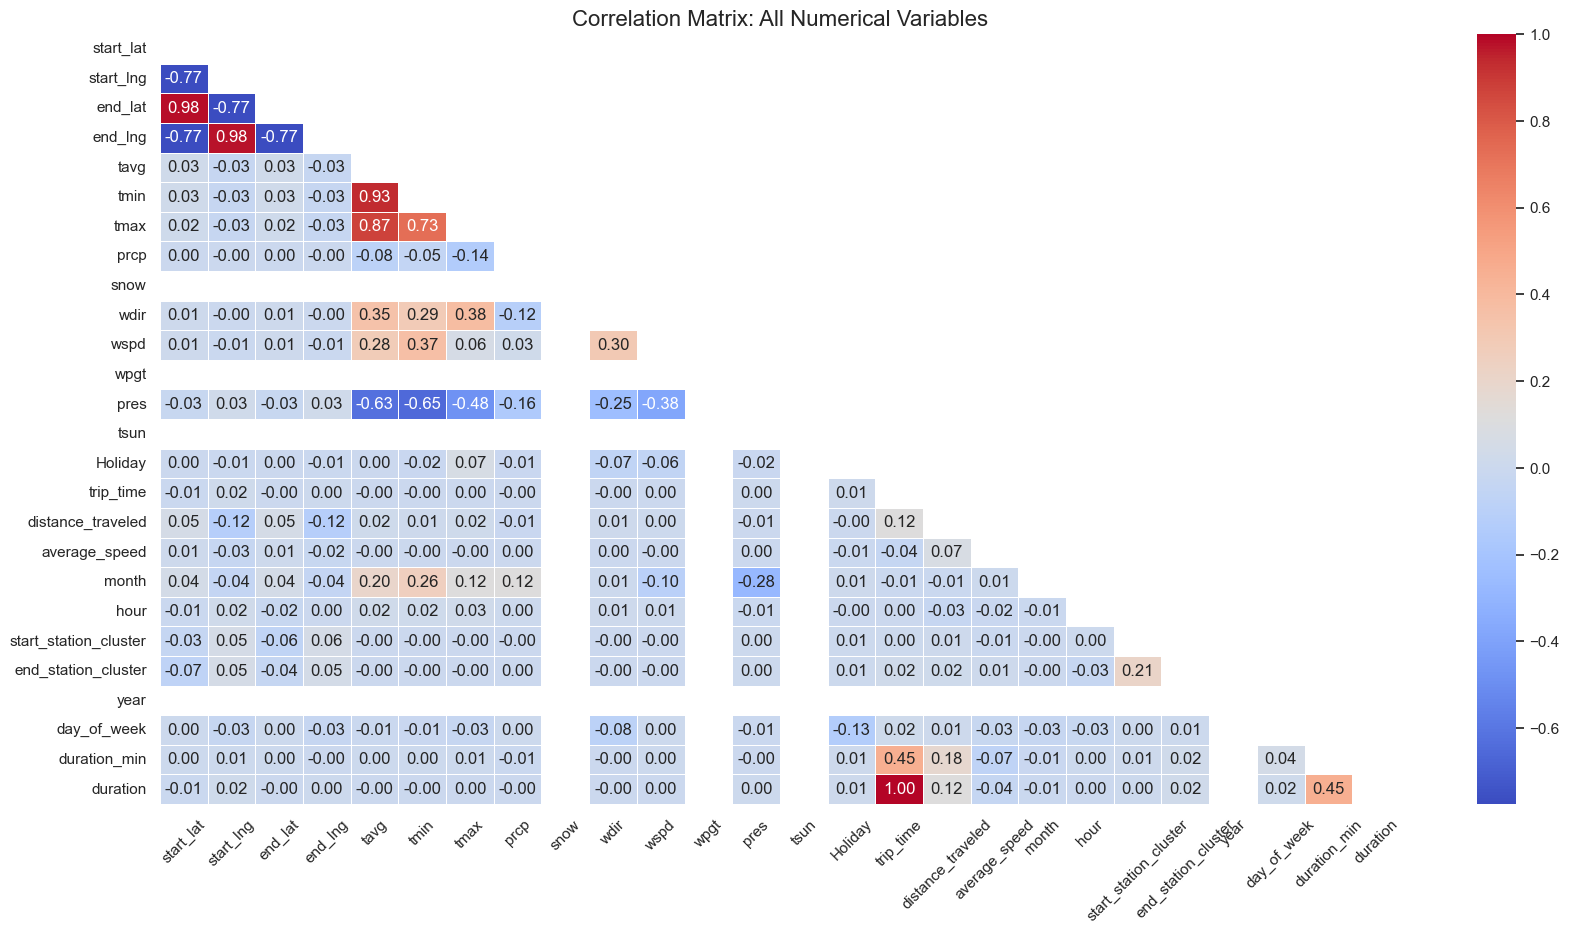 Correlation Matrix: All Numerical Variables
start_lat
start_lng -0.77
end_lat 0.98 -0.77
end_lng -0.77 0.98 -0.77
tavg 0.03 -0.03 0.03 -0.03
tmin 0.03 -0.03 0.03 -0.03 0.93
tmax 0.02 -0.03 0.02 -0.03 0.87 0.73
prcp 0.00 -0.00 0.00 -0.00 -0.08 -0.05 -0.14
snow
wdir 0.01 -0.00 0.01 -0.00 0.35 0.29 0.38 -0.12
wspd 0.01 -0.01 0.01 -0.01 0.28 0.37 0.06 0.03 0.30
wpgt
pres -0.03 0.03 -0.03 0.03 -0.63 -0.65 -0.48 -0.16 -0.25 -0.38
tsun
Holiday 0.00 -0.01 0.00 -0.01 0.00 -0.02 0.07 -0.01 -0.07 -0.06 -0.02
trip_time -0.01 0.02 -0.00 0.00 -0.00 -0.00 0.00 -0.00 -0.00 0.00 0.00 0.01
distance_traveled 0.05 -0.12 0.05 -0.12 0.02 0.01 0.02 -0.01 0.01 0.00 -0.01 -0.00 0.12
average_speed 0.01 -0.03 0.01 -0.02 -0.00 -0.00 -0.00 0.00 0.00 -0.00 0.00 -0.01 -0.04 0.07
month 0.04 -0.04 0.04 -0.04 0.20 0.26 0.12 0.12 0.01 -0.10 -0.28 0.01 -0.01 -0.01 0.01
hour -0.01 0.02 -0.02 0.00 0.02 0.02 0.03 0.00 0.01 0.01 -0.01 -0.00 0.00 -0.03 -0.02 -0.01
start_station_cluster -0.03 0.05 -0.06 0.06 -0.00 -0.00 -0.00 -0.00 -0.00 -0.00 0.00 0.01 0.00 0.01 -0.01 -0.00 0.00
end_station_cluster -0.07 0.05 -0.04 0.05 -0.00 -0.00 -0.00 0.00 -0.00 -0.00 0.00 0.01 0.02 0.02 0.01 -0.00 -0.03 0.21
year
day_of_week 0.00 -0.03 0.00 -0.03 -0.01 -0.01 -0.03 0.00 -0.08 0.00 -0.01 -0.13 0.02 0.01 -0.03 -0.03 -0.03 0.00 0.01
duration_min 0.00 0.01 0.00 -0.00 0.00 0.00 0.01 -0.01 -0.00 0.00 -0.00 0.01 0.45 0.18 -0.07 -0.01 0.00 0.01 0.02 0.04
duration -0.01 0.02 -0.00 0.00 -0.00 -0.00 -0.00 -0.00 -0.00 0.00 0.00 0.01 1.00 0.12 -0.04 -0.01 0.00 0.00 0.02 0.02 0.45
start_lat start_lng end_lat end_lng tavg tmin tmax prcp snow wdir wspd wpgt pres tsun Holiday trip_time distance_traveled average_speed month hour start_station_cluster end_station_cluster year day_of_week duration_min duration
1.0
0.8
0.6
0.4
0.2
0.0
−0.2
−0.4
−0.6